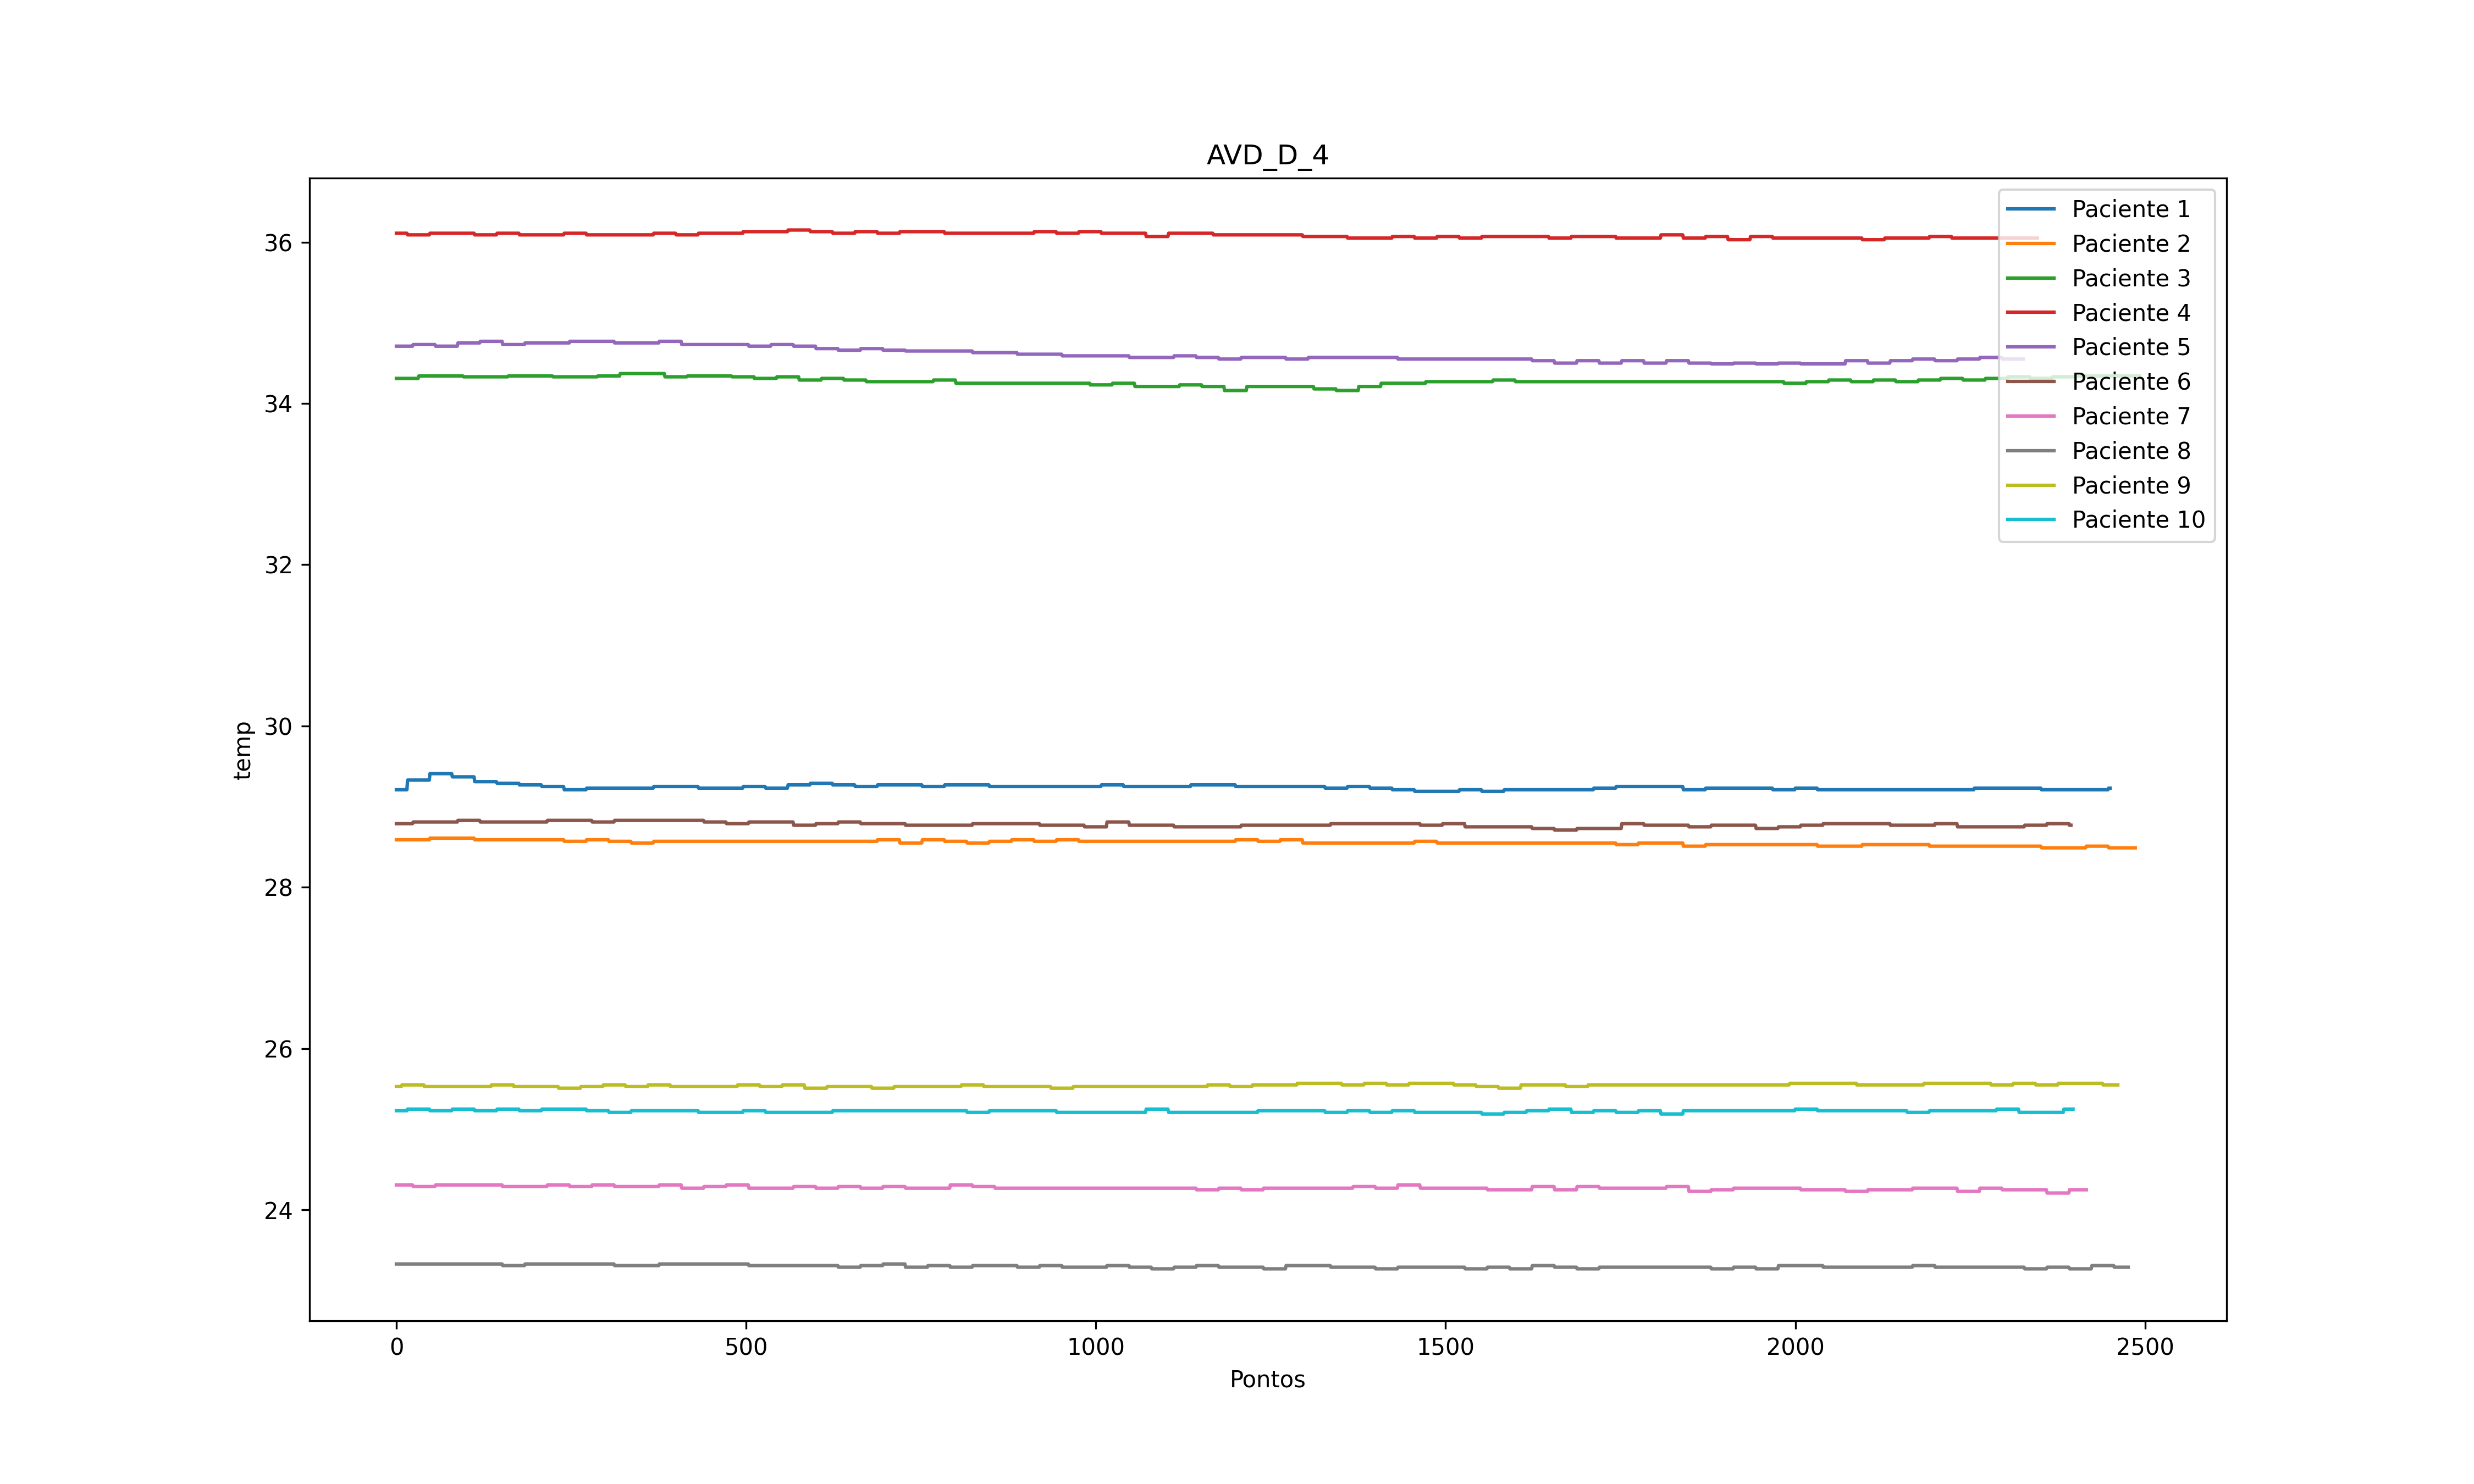 AVD_D_4
36
34
32
30
28
26
24
temp
Paciente 1
Paciente 2
Paciente 3
Paciente 4
Paciente 5
Paciente 6
Paciente 7
Paciente 8
Paciente 9
Paciente 10
0 500 1000 1500 2000 2500
Pontos